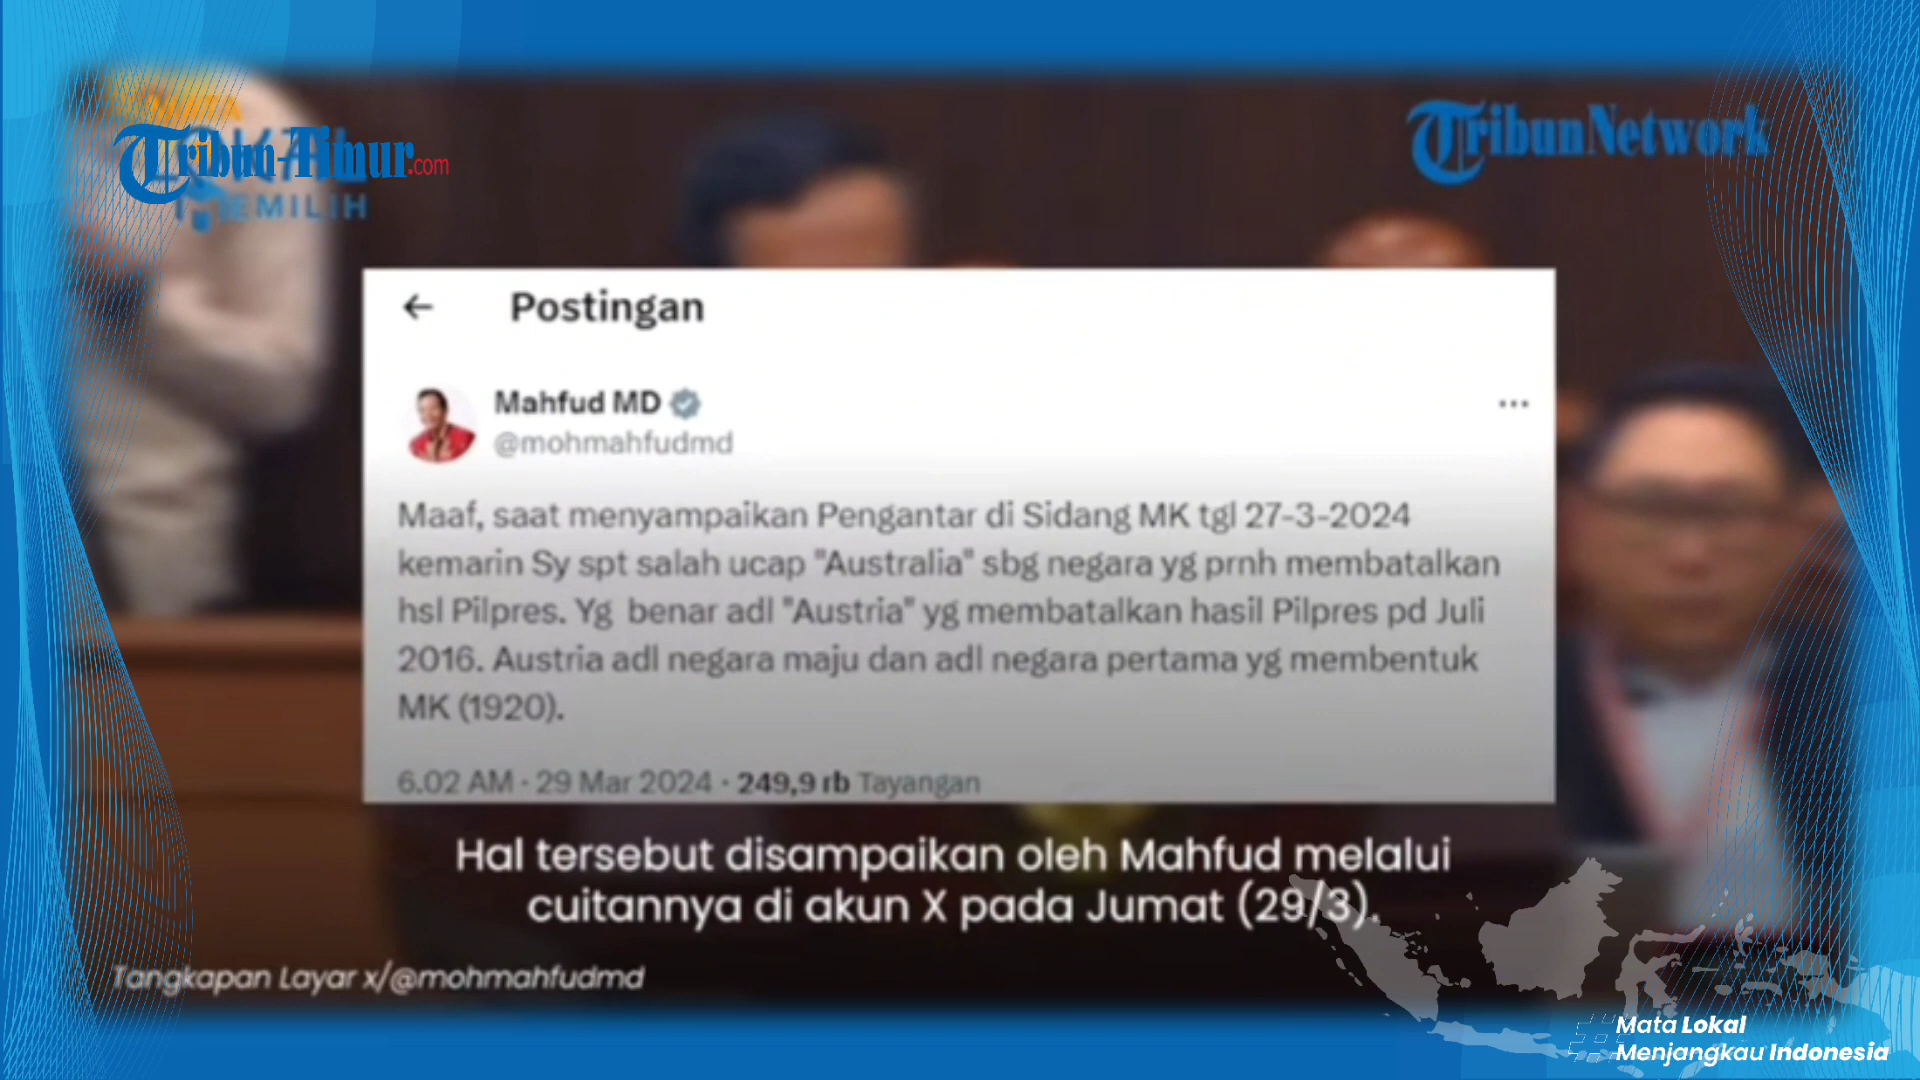 Tribun-Timur.com
EMILIH
TribunNetwork
Postingan
Mahfud MD
@mohmahfudmd
Maaf, saat menyampaikan Pengantar di Sidang MK tgl 27-3-2024
kemarin Sy spt salah ucap "Australia" sbg negara yg prnh membatalkan
hsl Pilpres. Yg benar adl "Austria" yg membatalkan hasil Pilpres pd Juli
2016. Austria adl negara maju dan adl negara pertama yg membentuk
MK (1920).
6.02 AM · 29 Mar 2024 · 249,9 rb Tayangan
Hal tersebut disampaikan oleh Mahfud melalui
cuitannya di akun X pada Jumat (29/3).
Tangkapan Layar x/@mohmahfudmd
#Mata Lokal
Menjangkau Indonesia